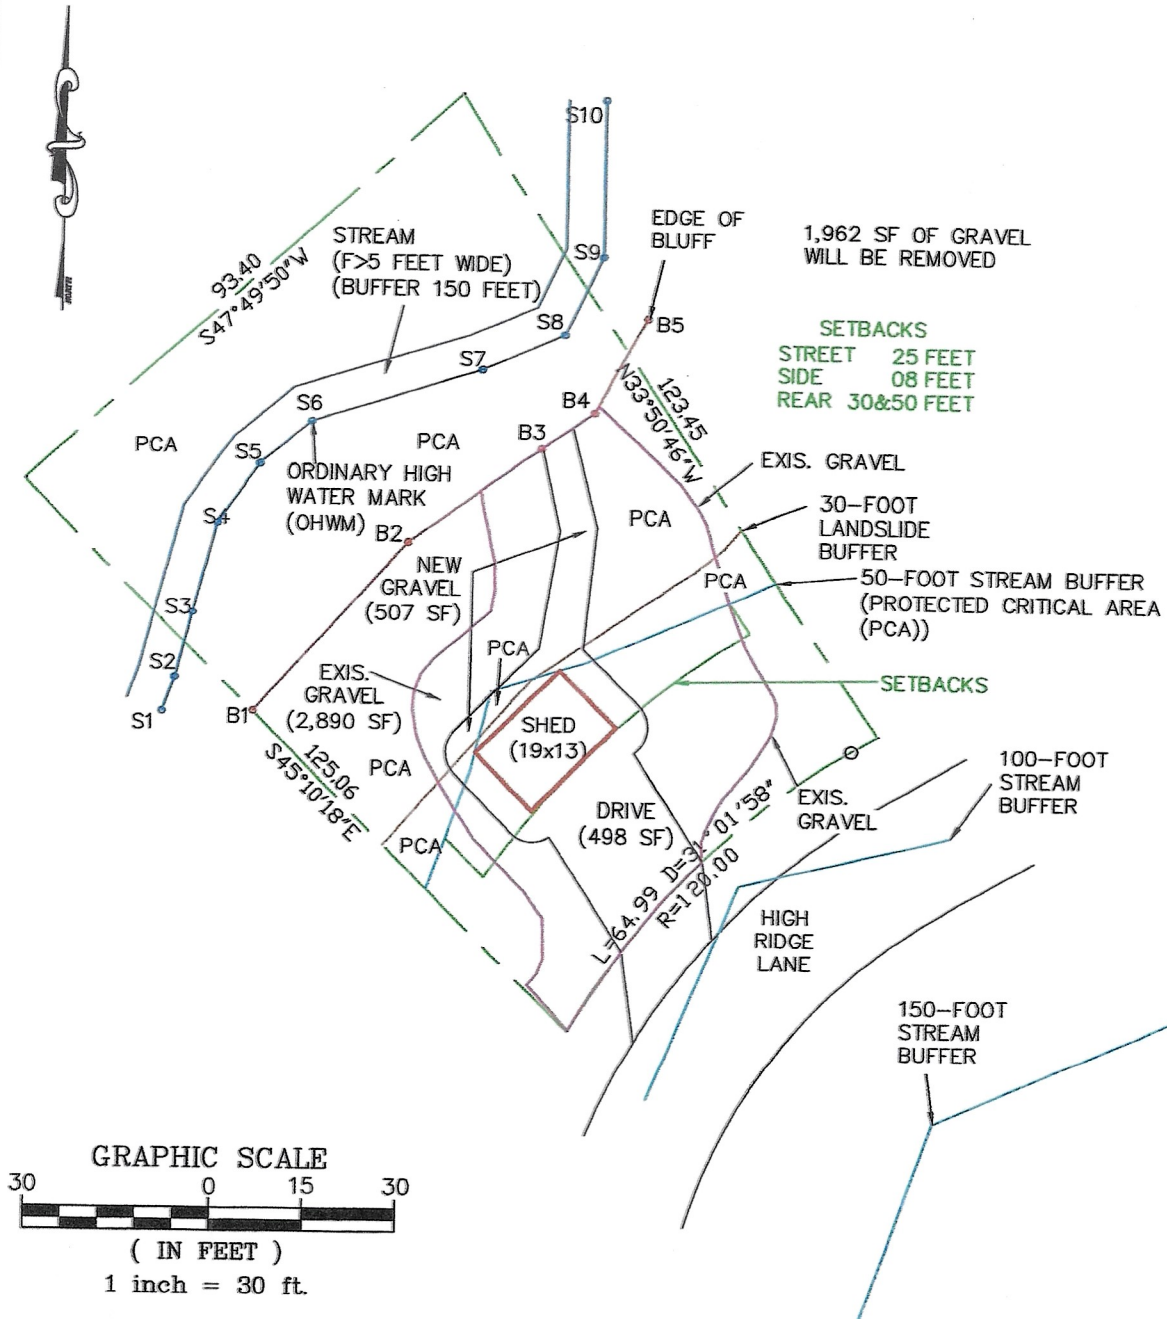 S10
EDGE OF
BLUFF
1,962 SF OF GRAVEL
WILL BE REMOVED
STREAM
(F>5 FEET WIDE)
(BUFFER 150 FEET)
93.40
S47°49'50"W
S9
S8
B5
SETBACKS
STREET 25 FEET
SIDE 08 FEET
REAR 30&50 FEET
S7
123.45
N33°50'46"W
S6
B4
PCA
PCA
B3
S5
EXIS. GRAVEL
ORDINARY HIGH
WATER MARK
(OHWM)
S4
B2
PCA
30-FOOT
LANDSLIDE
BUFFER
NEW
GRAVEL
(507 SF)
PCA
50-FOOT STREAM BUFFER
(PROTECTED CRITICAL AREA
(PCA))
S3
PCA
S2
EXIS.
GRAVEL
(2,890 SF)
SETBACKS
S1
B1
SHED
(19x13)
125.06
S45°10'18"E
PCA
100-FOOT
STREAM
BUFFER
DRIVE
(498 SF)
EXIS.
GRAVEL
PCA
L=64.99 D=31°01'58"
R=120.00
HIGH
RIDGE
LANE
150-FOOT
STREAM
BUFFER
GRAPHIC SCALE
30 0 15 30
( IN FEET )
1 inch = 30 ft.
NORTH